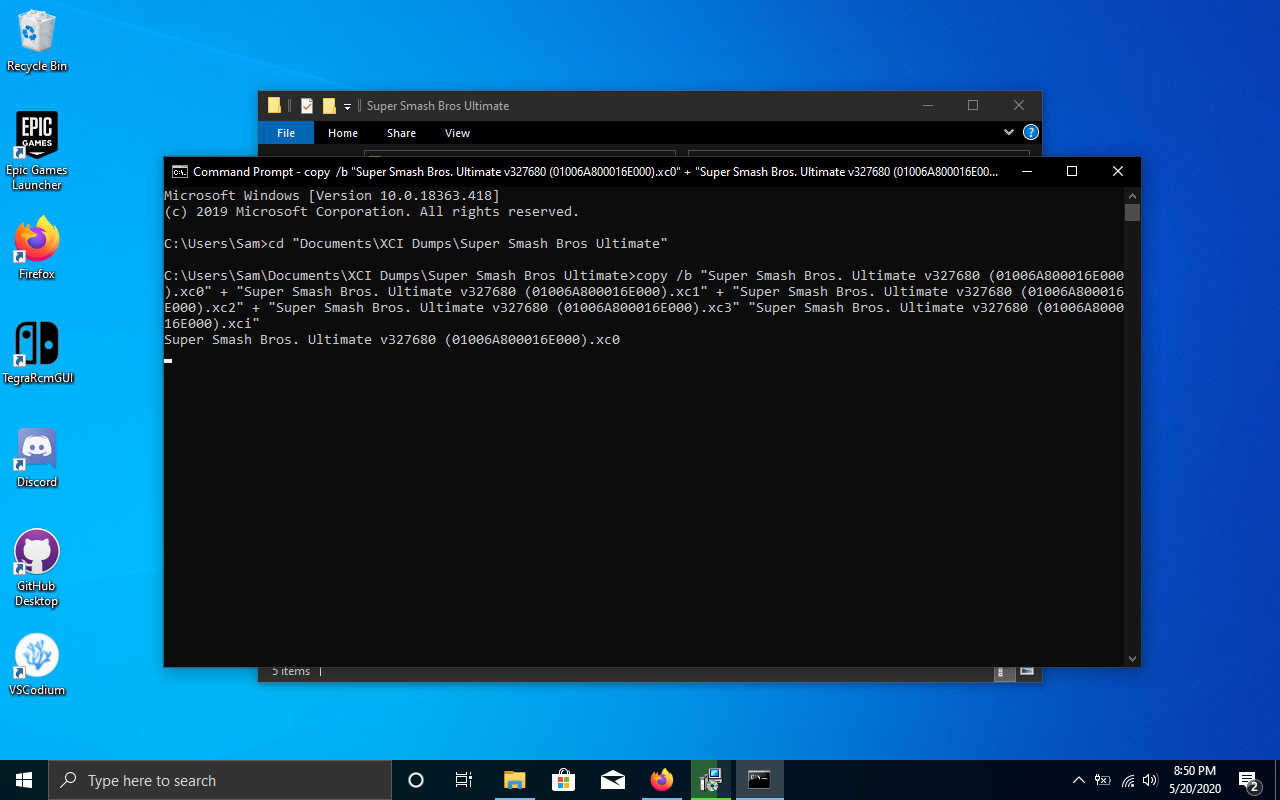 Recycle Bin
EPIC
GAMES
Epic Games
Launcher
Firefox
TegraRcmGUI
Discord
GitHub
Desktop
VSCodium
Super Smash Bros Ultimate
File Home Share View
?
C:\.
Command Prompt - copy /b "Super Smash Bros. Ultimate v327680 (01006A800016E000).xc0" + "Super Smash Bros. Ultimate v327680 (01006A800016E00...
Microsoft Windows [Version 10.0.18363.418]
(c) 2019 Microsoft Corporation. All rights reserved.
C:\Users\Sam>cd "Documents\XCI Dumps\Super Smash Bros Ultimate"
C:\Users\Sam\Documents\XCI Dumps\Super Smash Bros Ultimate>copy /b "Super Smash Bros. Ultimate v327680 (01006A800016E000
).xc0" + "Super Smash Bros. Ultimate v327680 (01006A800016E000).xc1" + "Super Smash Bros. Ultimate v327680 (01006A800016
E000).xc2" + "Super Smash Bros. Ultimate v327680 (01006A800016E000).xc3" "Super Smash Bros. Ultimate v327680 (01006A8000
16E000).xci"
Super Smash Bros. Ultimate v327680 (01006A800016E000).xc0
5 items
Type here to search
8:50 PM
5/20/2020
2